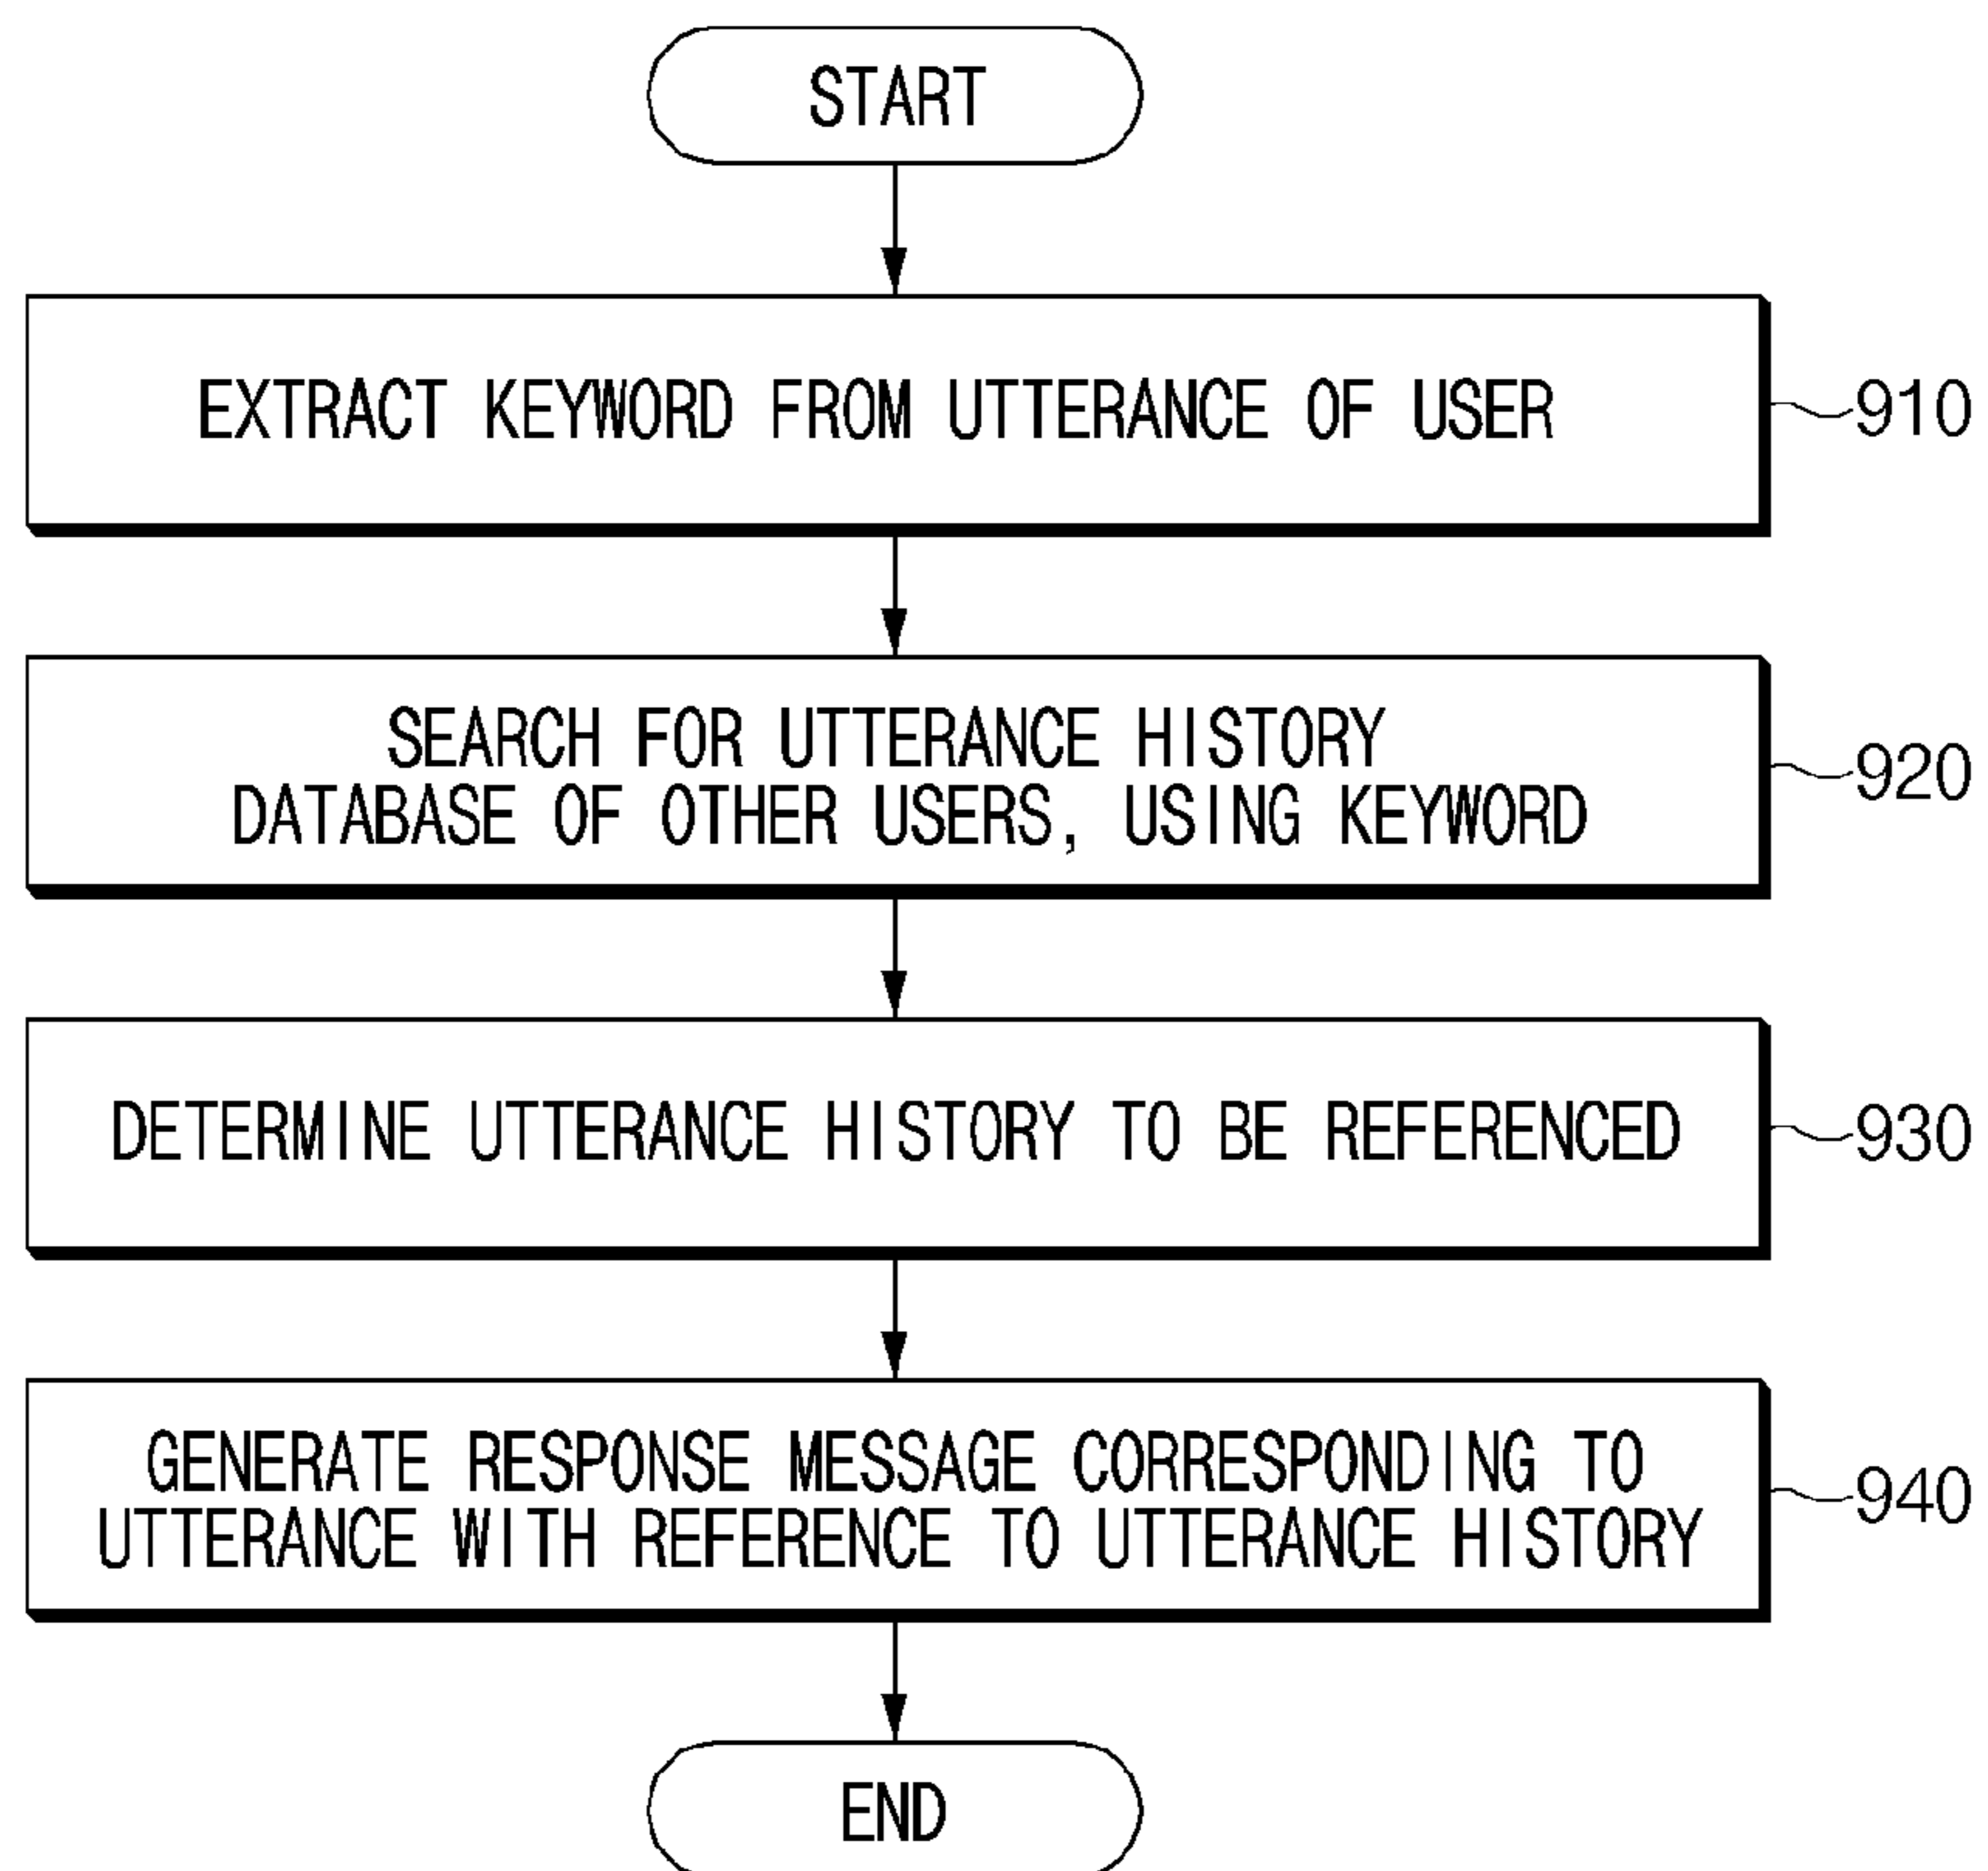 START
EXTRACT KEYWORD FROM UTTERANCE OF USER
910
SEARCH FOR UTTERANCE HISTORY
DATABASE OF OTHER USERS, USING KEYWORD
920
DETERMINE UTTERANCE HISTORY TO BE REFERENCED
930
GENERATE RESPONSE MESSAGE CORRESPONDING TO
UTTERANCE WITH REFERENCE TO UTTERANCE HISTORY
940
END